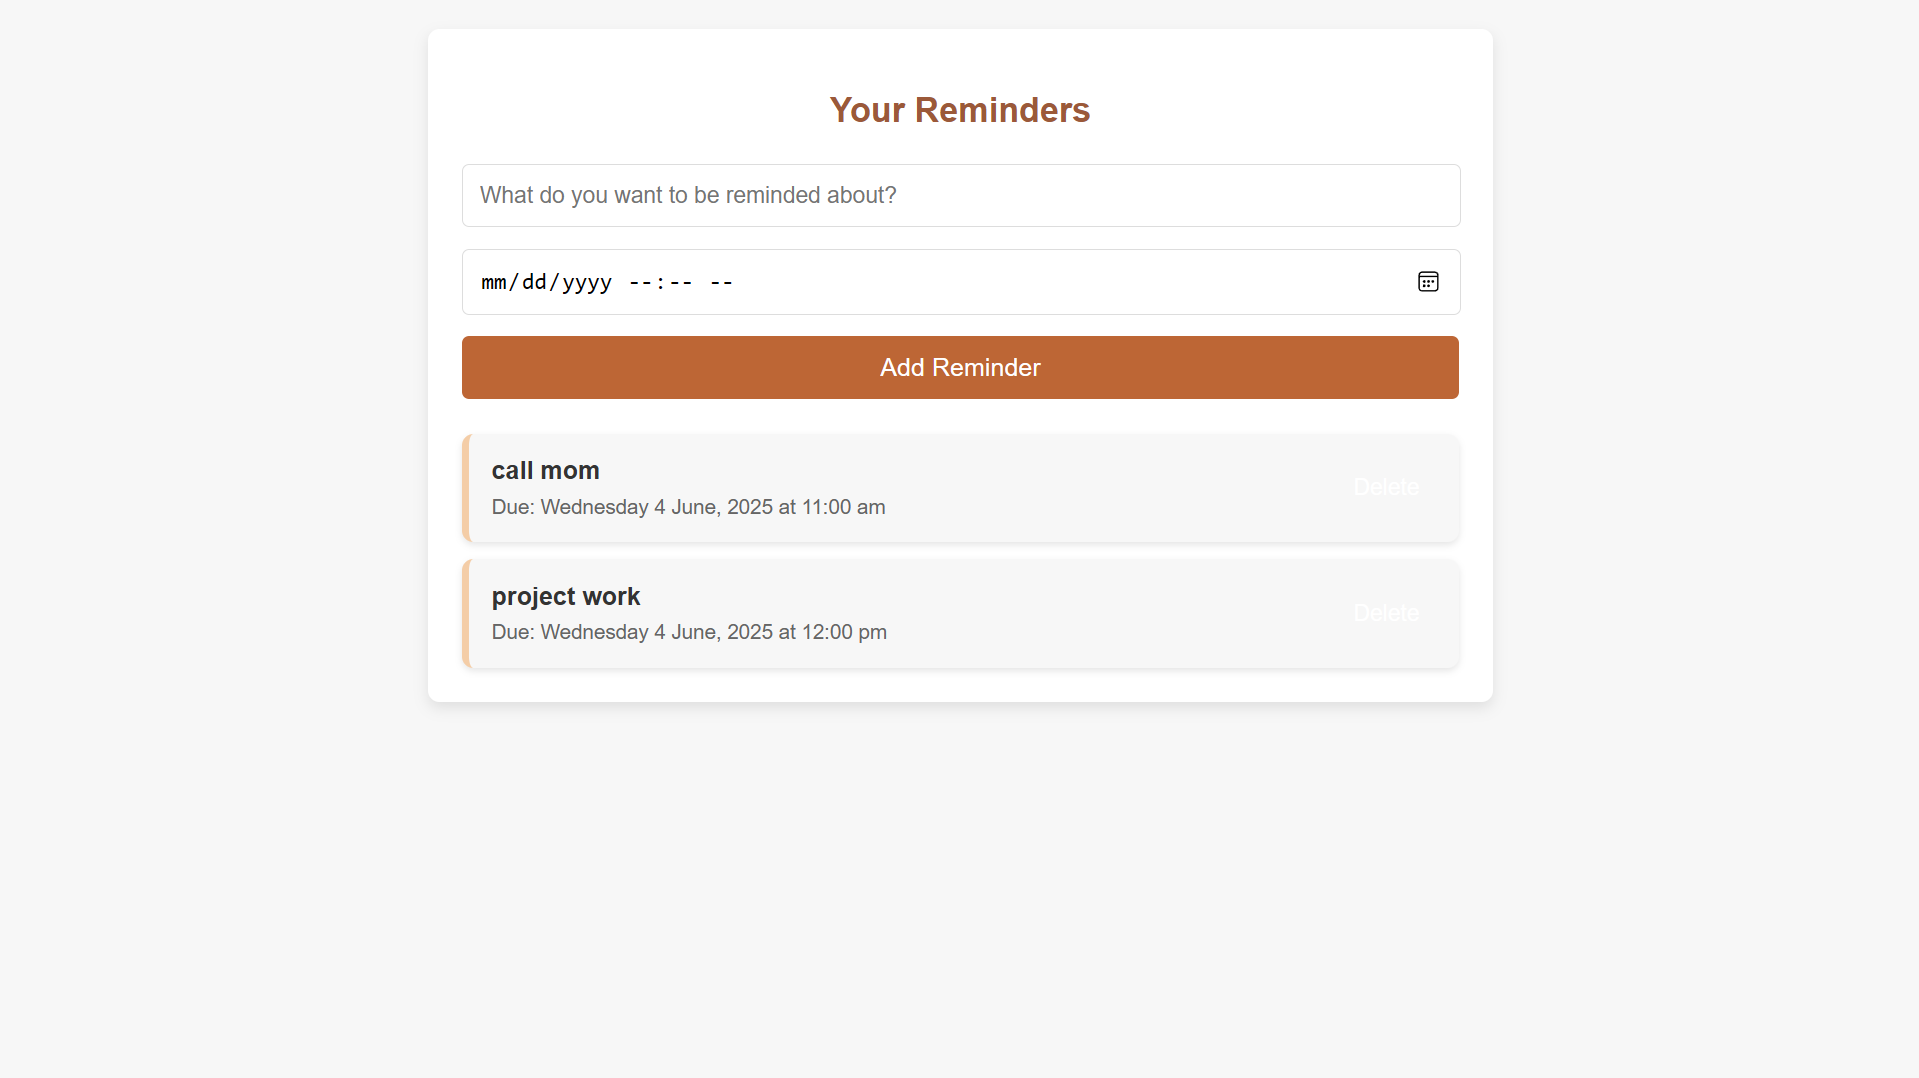 Your Reminders
What do you want to be reminded about?
mm/dd/yyyy --:-- --
Add Reminder
call mom
Due: Wednesday 4 June, 2025 at 11:00 am
Delete
project work
Due: Wednesday 4 June, 2025 at 12:00 pm
Delete